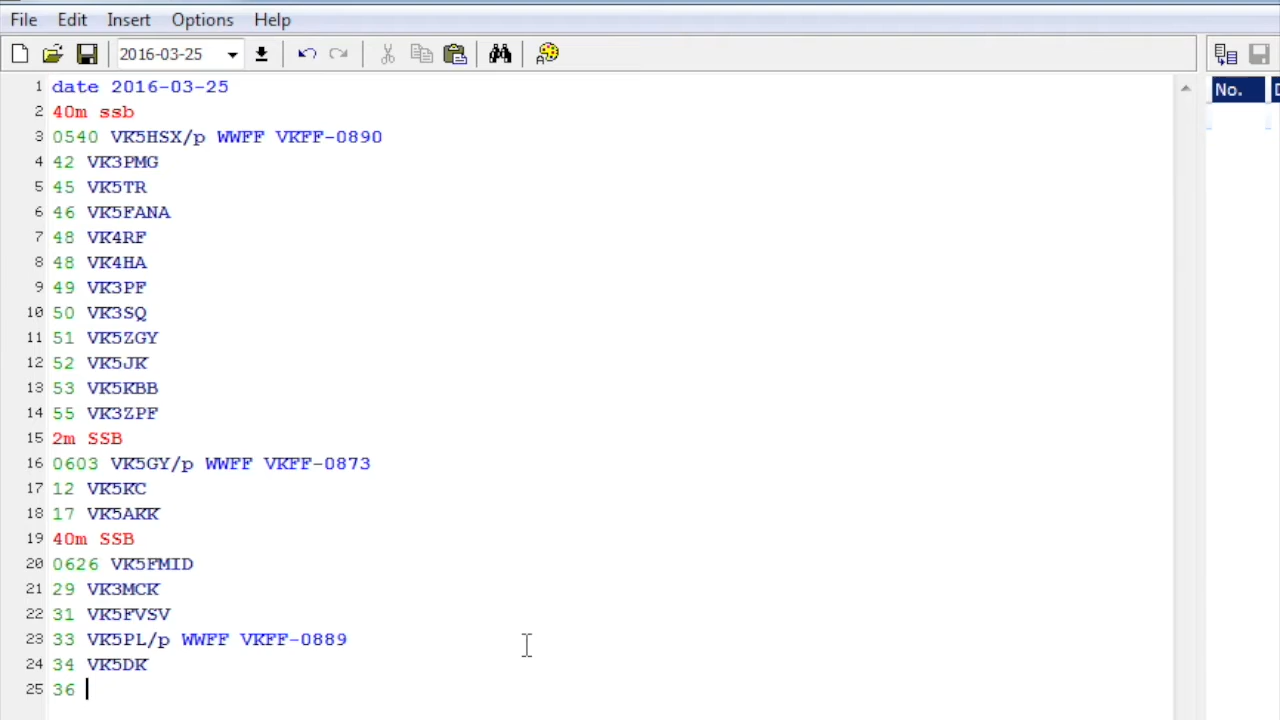 File Edit Insert Options Help
2016-03-25
No.
1 date 2016-03-25
2 40m ssb
3 0540 VK5HSX/p WWFF VKFF-0890
4 42 VK3PMG
5 45 VK5TR
6 46 VK5FANA
7 48 VK4RF
8 48 VK4HA
9 49 VK3PF
10 50 VK3SQ
11 51 VK5ZGY
12 52 VK5JK
13 53 VK5KBB
14 55 VK3ZPF
15 2m SSB
16 0603 VK5GY/p WWFF VKFF-0873
17 12 VK5KC
18 17 VK5AKK
19 40m SSB
20 0626 VK5FMID
21 29 VK3MCK
22 31 VK5FVSV
23 33 VK5PL/p WWFF VKFF-0889
24 34 VK5DK
25 36